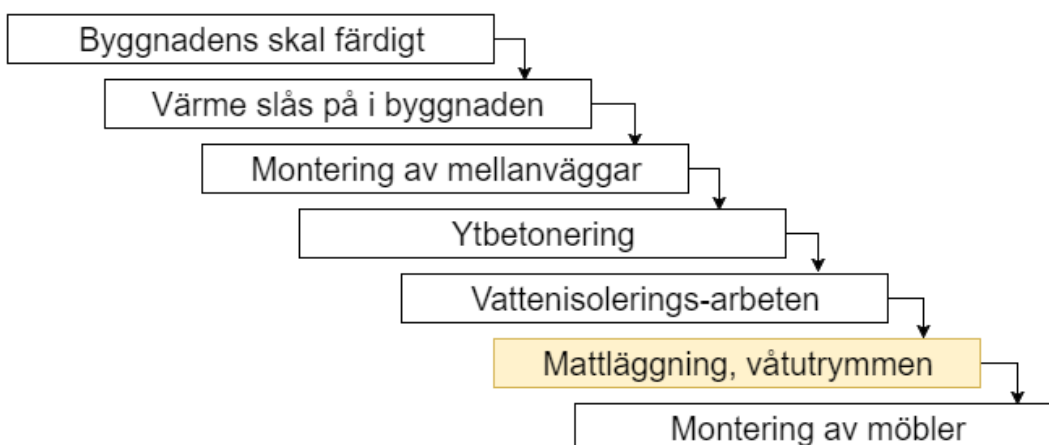 Byggnadens skal färdigt
Värme slås på i byggnaden
Montering av mellanväggar
Ytbetonering
Vattenisolerings-arbeten
Mattläggning, våtutrymmen
Montering av möbler